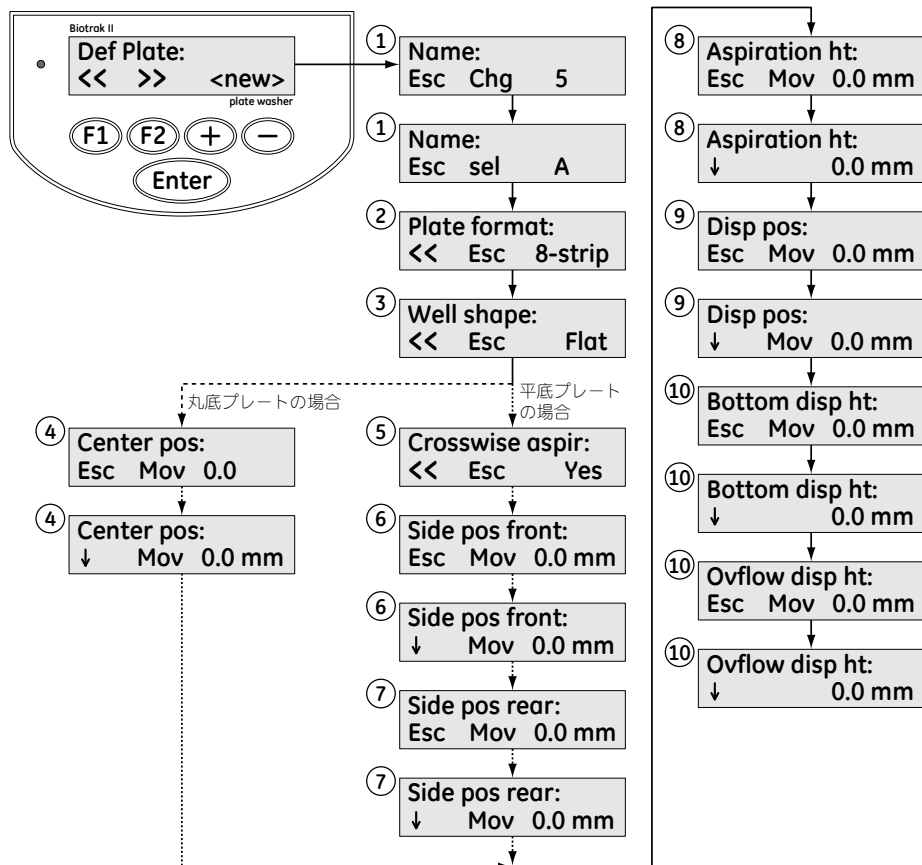 Biotrak II
Def Plate:
<< >> <new>
plate washer
F1 F2 + −
Enter
① Name:
Esc Chg 5
① Name:
Esc sel A
② Plate format:
<< Esc 8-strip
③ Well shape:
<< Esc Flat
丸底プレートの場合
④ Center pos:
Esc Mov 0.0
④ Center pos:
↓ Mov 0.0 mm
平底プレート
の場合
⑤ Crosswise aspir:
<< Esc Yes
⑥ Side pos front:
Esc Mov 0.0 mm
⑥ Side pos front:
↓ Mov 0.0 mm
⑦ Side pos rear:
Esc Mov 0.0 mm
⑦ Side pos rear:
↓ Mov 0.0 mm
⑧ Aspiration ht:
Esc Mov 0.0 mm
⑧ Aspiration ht:
↓ 0.0 mm
⑨ Disp pos:
Esc Mov 0.0 mm
⑨ Disp pos:
↓ Mov 0.0 mm
⑩ Bottom disp ht:
Esc Mov 0.0 mm
⑩ Bottom disp ht:
↓ 0.0 mm
⑩ Ovflow disp ht:
Esc Mov 0.0 mm
⑩ Ovflow disp ht:
↓ 0.0 mm